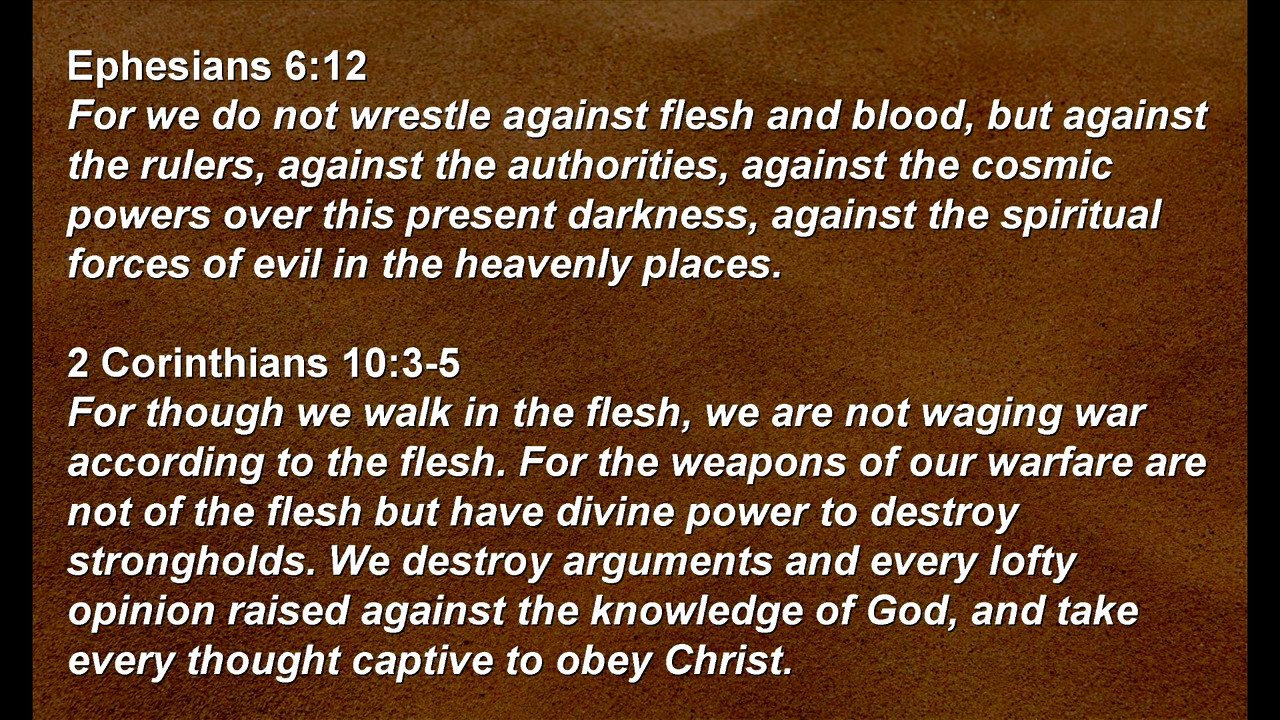 Ephesians 6:12
For we do not wrestle against flesh and blood, but against
the rulers, against the authorities, against the cosmic
powers over this present darkness, against the spiritual
forces of evil in the heavenly places.
2 Corinthians 10:3-5
For though we walk in the flesh, we are not waging war
according to the flesh. For the weapons of our warfare are
not of the flesh but have divine power to destroy
strongholds. We destroy arguments and every lofty
opinion raised against the knowledge of God, and take
every thought captive to obey Christ.